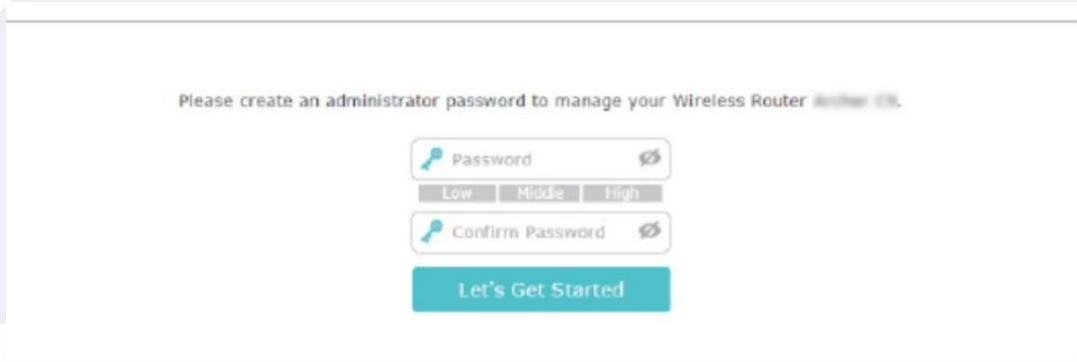 Please create an administrator password to manage your Wireless Router
Password
Low Middle High
Confirm Password
Let's Get Started